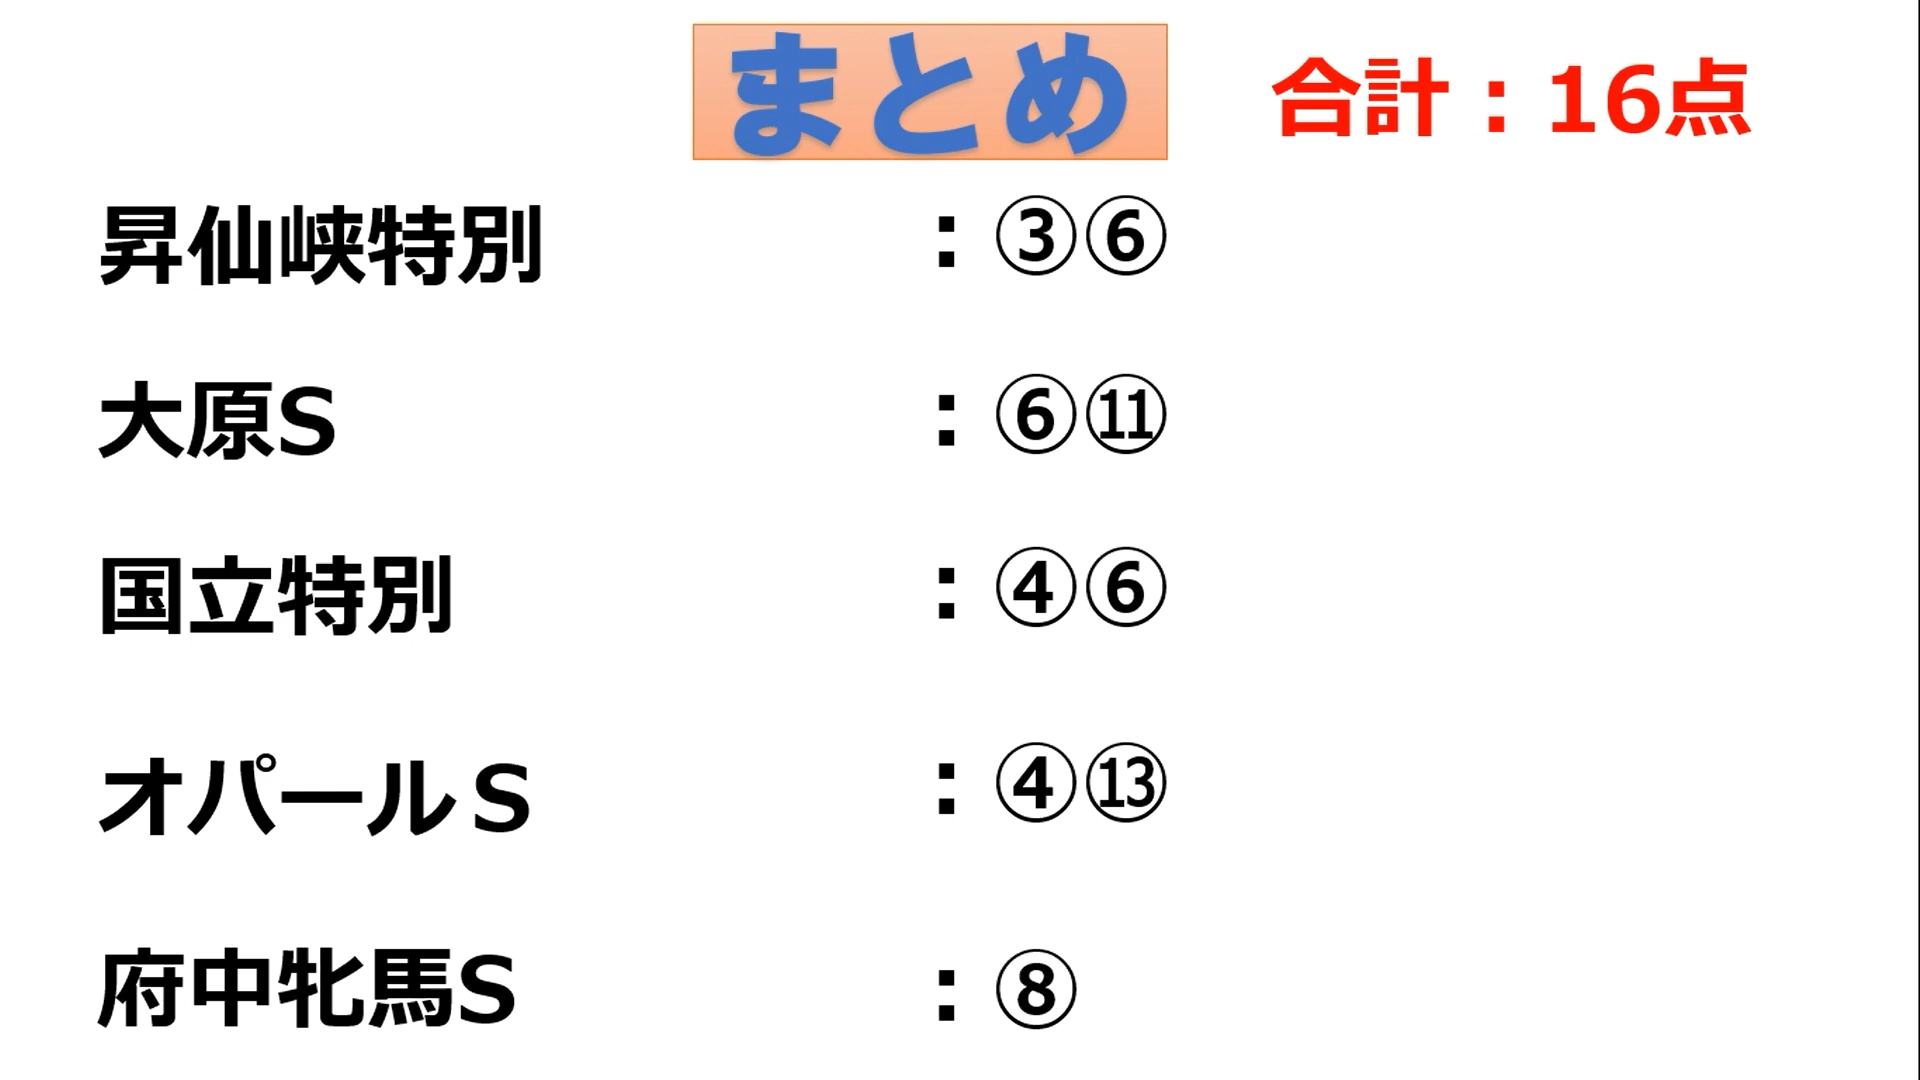 まとめ
合計：16点
昇仙峡特別 ：③⑥
大原S ：⑥⑪
国立特別 ：④⑥
オパールＳ ：④⑬
府中牝馬S ：⑧